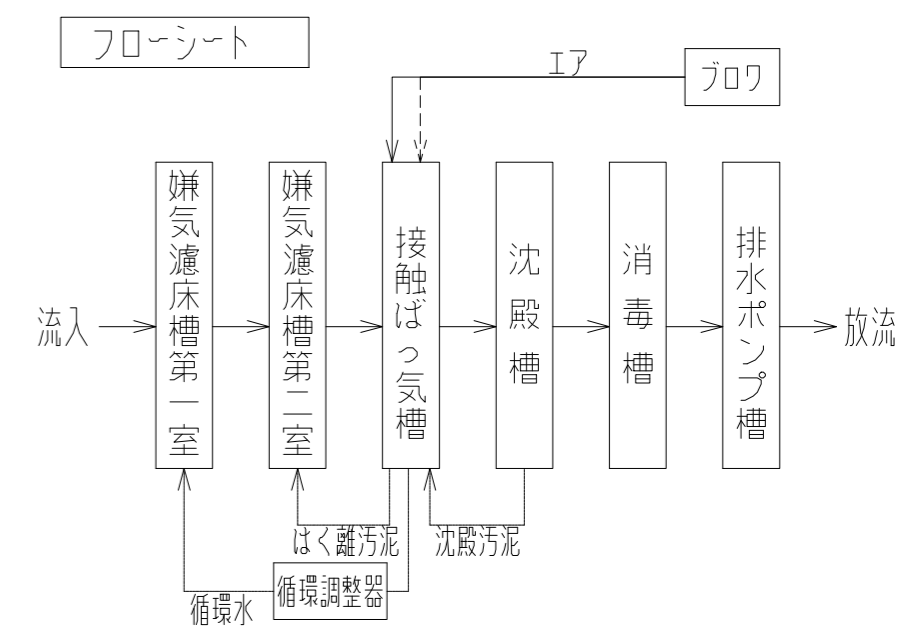 フローシート
エア
ブロワ
流入
嫌気濾床槽第一室
嫌気濾床槽第二室
接触ばっ気槽
沈殿槽
消毒槽
排水ポンプ槽
放流
はく離汚泥
沈殿汚泥
循環調整器
循環水